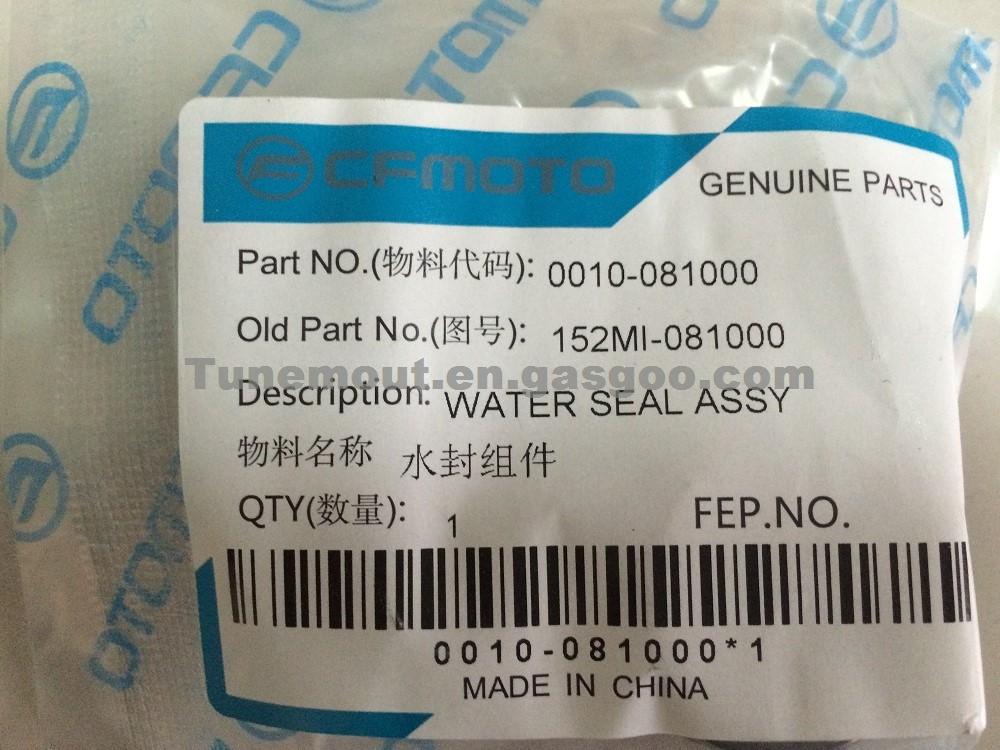 CFMOTO
GENUINE PARTS
Part NO.(物料代码): 0010-081000
Old Part No.(图号): 152MI-081000
Tunemout.en.gasgoo.com
Description: WATER SEAL ASSY
物料名称 水封组件
QTY(数量): 1 FEP.NO.
0010-081000*1
MADE IN CHINA